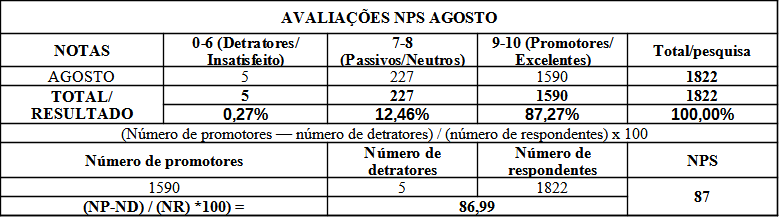 AVALIAÇÕES NPS AGOSTO
NOTAS 0-6 (Detratores/ Insatisfeito) 7-8 (Passivos/Neutros) 9-10 (Promotores/ Excelentes) Total/pesquisa
AGOSTO 5 227 1590 1822
TOTAL/ RESULTADO 5 227 1590 1822
0,27% 12,46% 87,27% 100,00%
(Número de promotores — número de detratores) / (número de respondentes) x 100
Número de promotores Número de detratores Número de respondentes NPS
1590 5 1822 87
(NP-ND) / (NR) *100) = 86,99